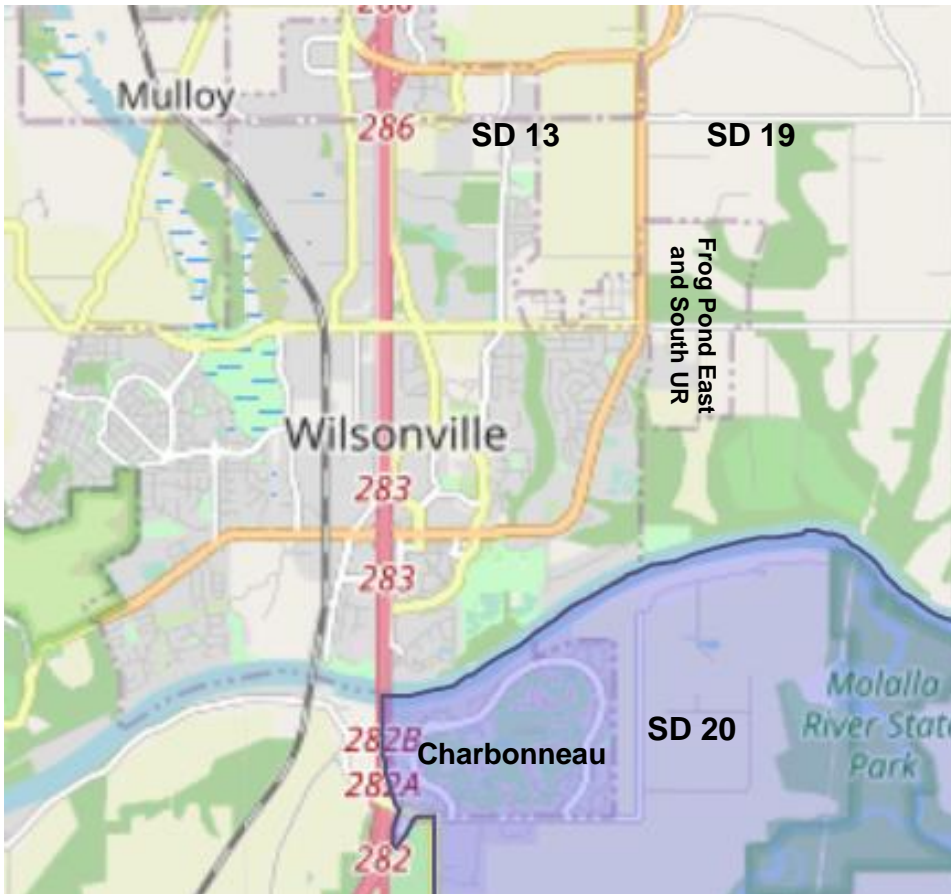 286
Mulloy
286
SD 13
SD 19
Frog Pond East
and South UR
Wilsonville
283
283
282B
Charbonneau
282A
SD 20
Molalla
River State
Park
282